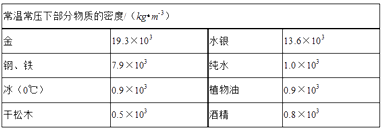 常温常压下部分物质的密度/（kg•m⁻³）
金 19.3×10³ 水银 13.6×10³
钢、铁 7.9×10³ 纯水 1.0×10³
冰（0℃） 0.9×10³ 植物油 0.9×10³
干松木 0.5×10³ 酒精 0.8×10³